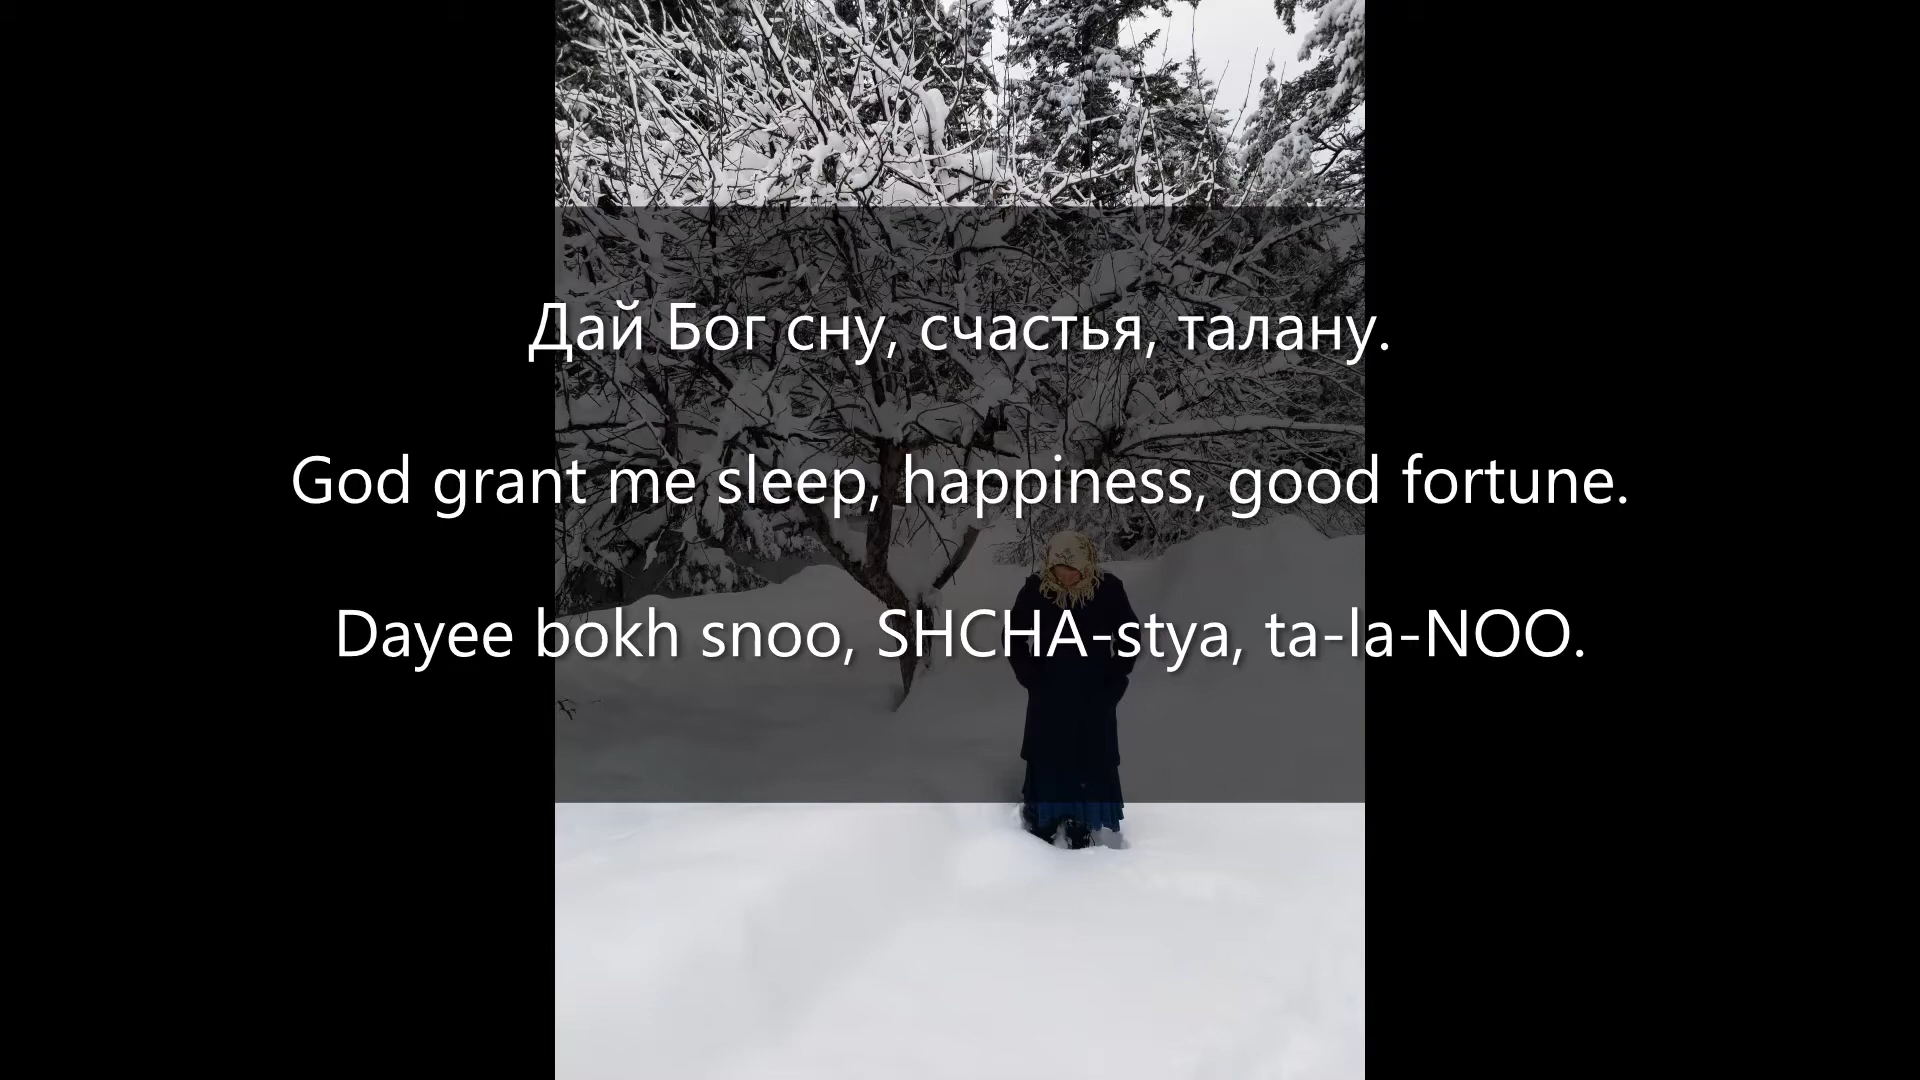 Дай Бог сну, счастья, талану.
God grant me sleep, happiness, good fortune.
Dayee bokh snoo, SHCHA-stya, ta-la-NOO.